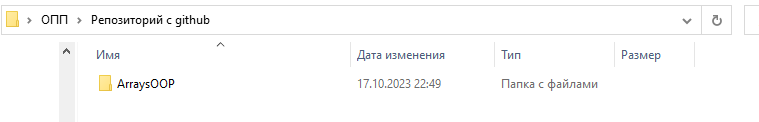 ОПП > Репозиторий с github
Имя Дата изменения Тип Размер
ArraysOOP 17.10.2023 22:49 Папка с файлами